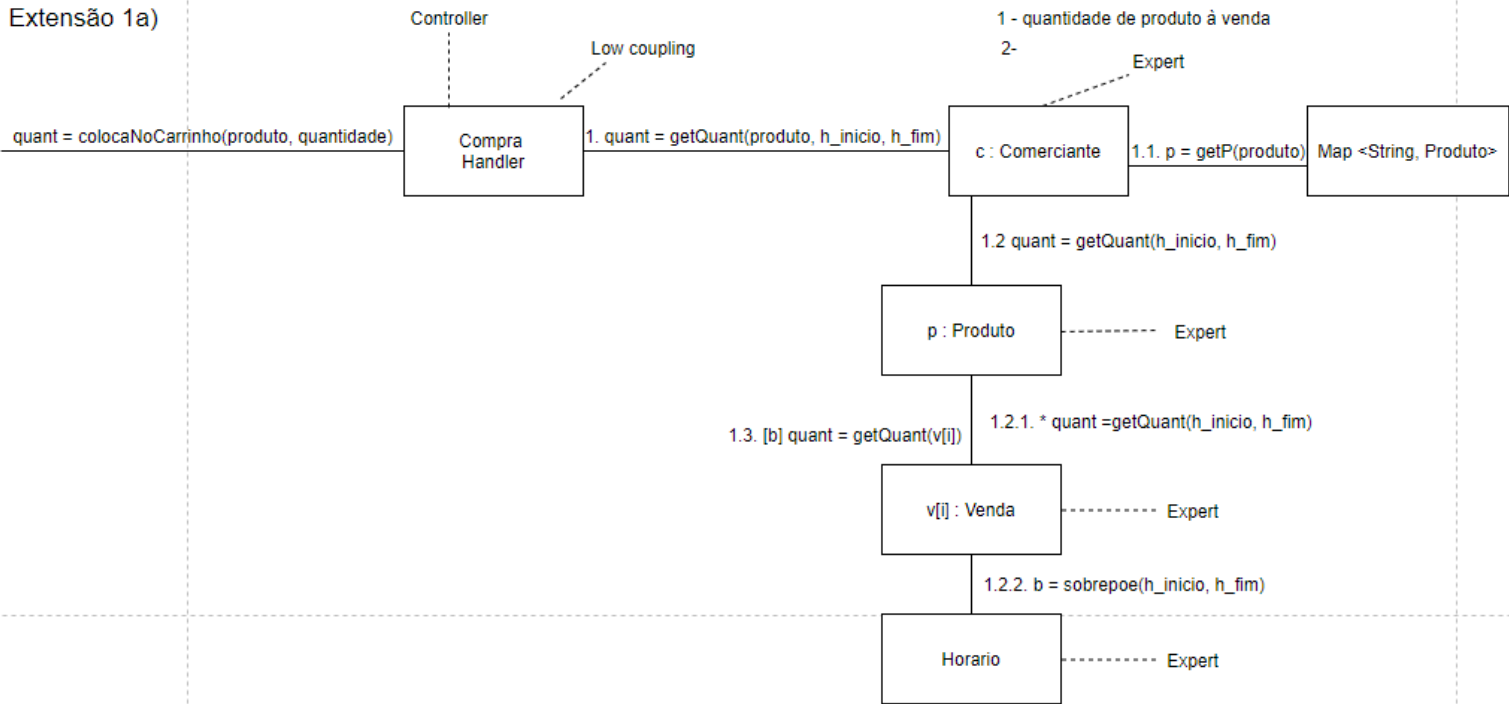 Extensão 1a)
Controller
1 - quantidade de produto à venda
Low coupling
2-
Expert
quant = colocaNoCarrinho(produto, quantidade)
Compra
Handler
1. quant = getQuant(produto, h_inicio, h_fim)
c : Comerciante
1.1. p = getP(produto)
Map <String, Produto>
1.2 quant = getQuant(h_inicio, h_fim)
p : Produto
Expert
1.3. [b] quant = getQuant(v[i])
1.2.1. * quant =getQuant(h_inicio, h_fim)
v[i] : Venda
Expert
1.2.2. b = sobrepoe(h_inicio, h_fim)
Horario
Expert